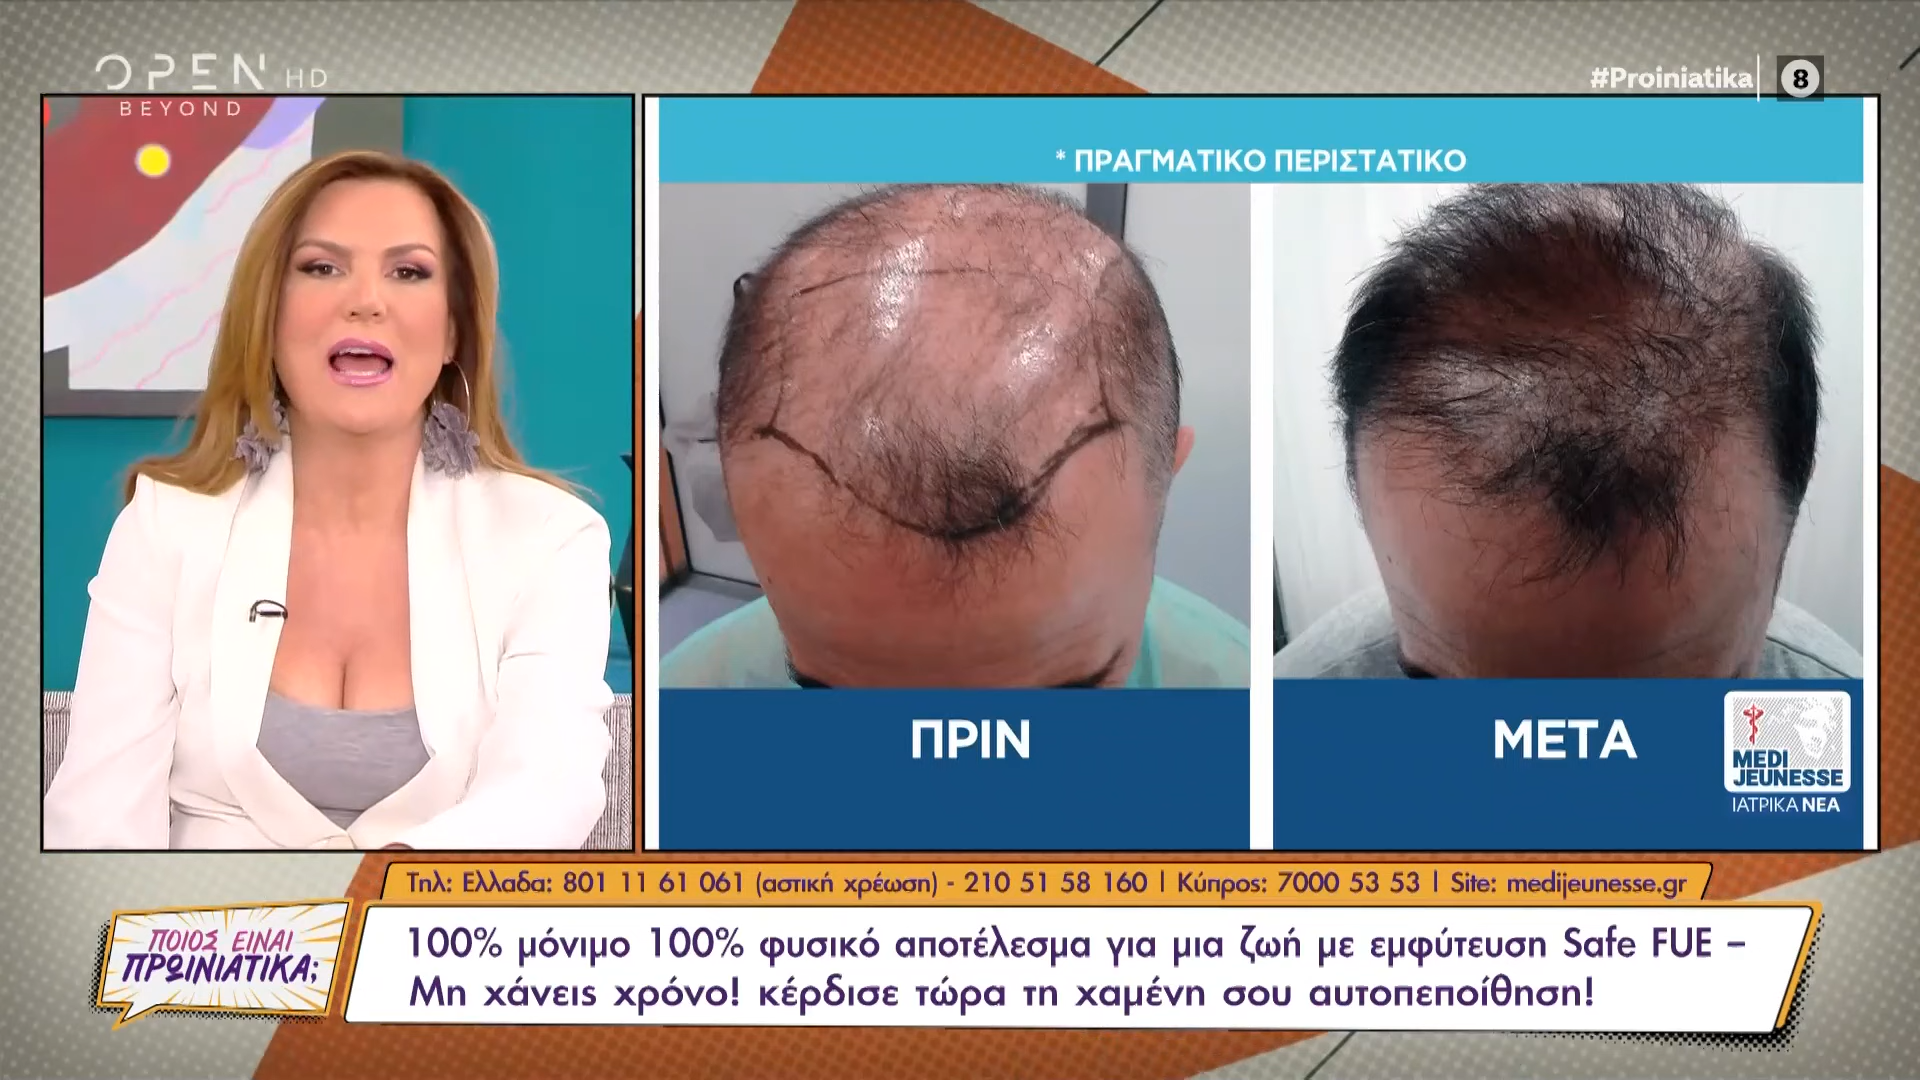 OPEN HD
BEYOND
#Proiniatika
8
* ΠΡΑΓΜΑΤΙΚΟ ΠΕΡΙΣΤΑΤΙΚΟ
ΠΡΙΝ
ΜΕΤΑ
MEDI
JEUNESSE
ΙΑΤΡΙΚΑ ΝΕΑ
Τηλ: Ελλαδα: 801 11 61 061 (αστική χρέωση) - 210 51 58 160 | Κύπρος: 7000 53 53 | Site: medijeunesse.gr
ΠΟΙΟΣ ΕΙΝΑΙ
ΠΡΩΙΝΙΑΤΙΚΑ;
100% μόνιμο 100% φυσικό αποτέλεσμα για μια ζωή με εμφύτευση Safe FUE –
Μη χάνεις χρόνο! κέρδισε τώρα τη χαμένη σου αυτοπεποίθηση!